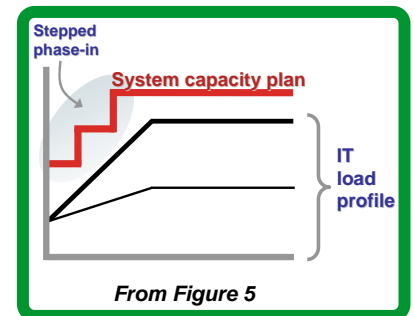 Stepped
phase-in
System capacity plan
IT
load
profile
From Figure 5